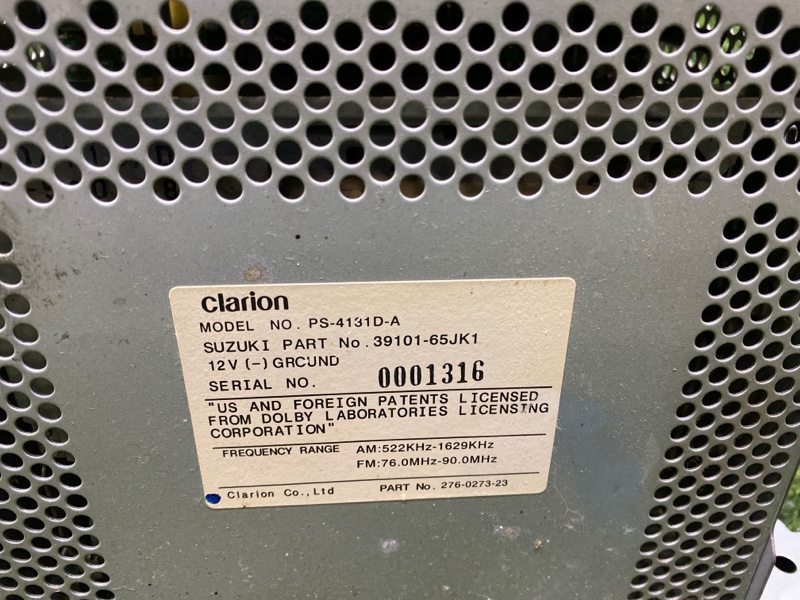 clarion
MODEL NO. PS-4131D-A
SUZUKI PART No. 39101-65JK1
12V (-) GROUND
SERIAL NO. 0001316
"US AND FOREIGN PATENTS LICENSED
FROM DOLBY LABORATORIES LICENSING
CORPORATION"
FREQUENCY RANGE AM:522KHz-1629KHz
FM:76.0MHz-90.0MHz
Clarion Co.,Ltd PART No. 276-0273-23